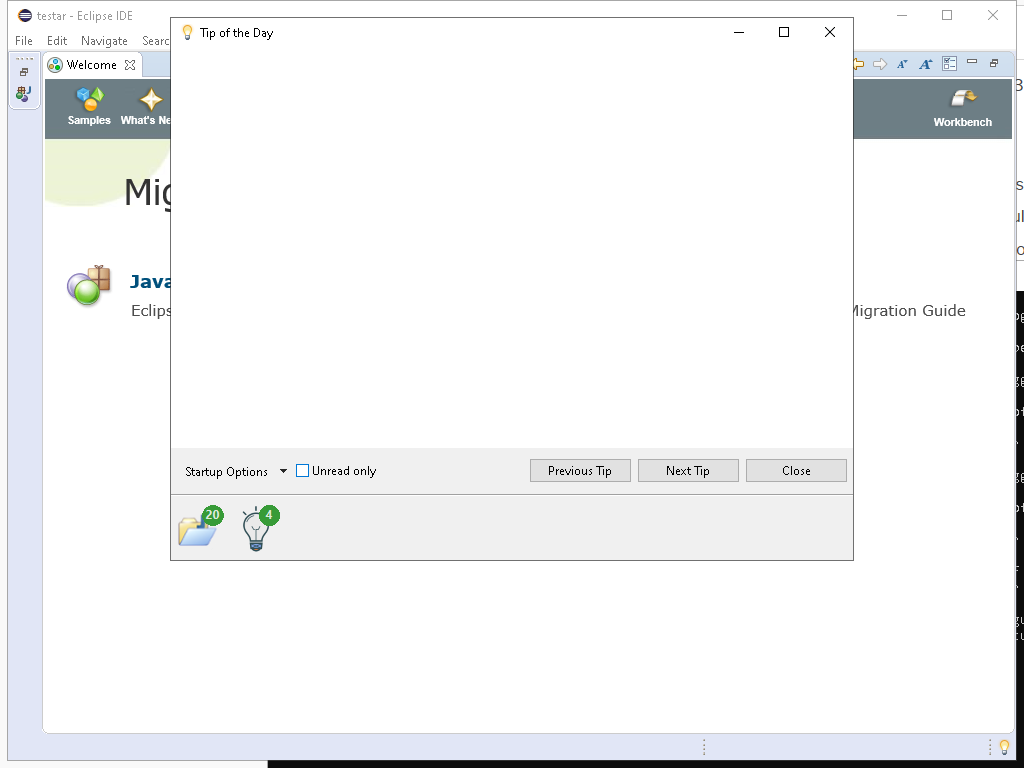 testar - Eclipse IDE
File Edit Navigate Searc
Tip of the Day
Welcome
Samples
What's Ne
Workbench
Mig
Java
Eclips
Migration Guide
Startup Options
Unread only
Previous Tip
Next Tip
Close
20
4